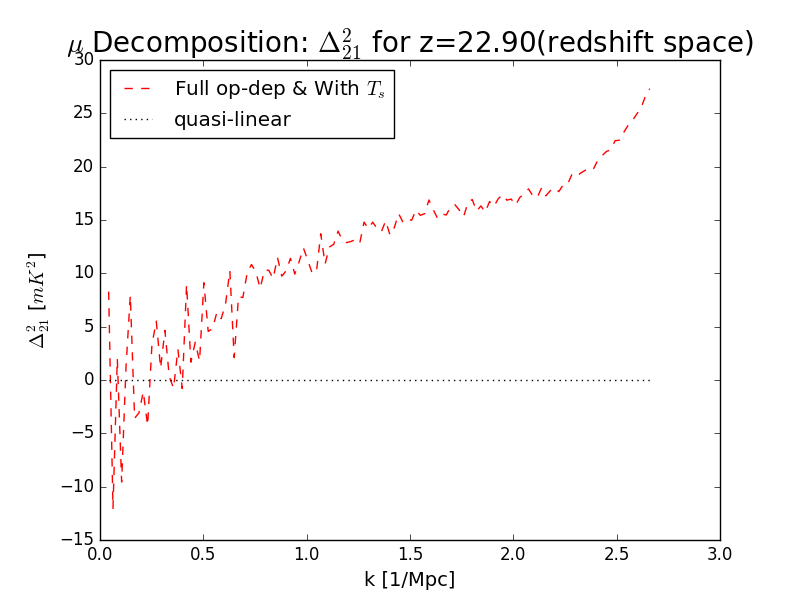 μ Decomposition: Δ²₂₁ for z=22.90(redshift space)
Full op-dep & With Tₛ
quasi-linear
30
25
20
15
10
5
0
−5
−10
−15
Δ²₂₁ [mK²]
0.0 0.5 1.0 1.5 2.0 2.5 3.0
k [1/Mpc]